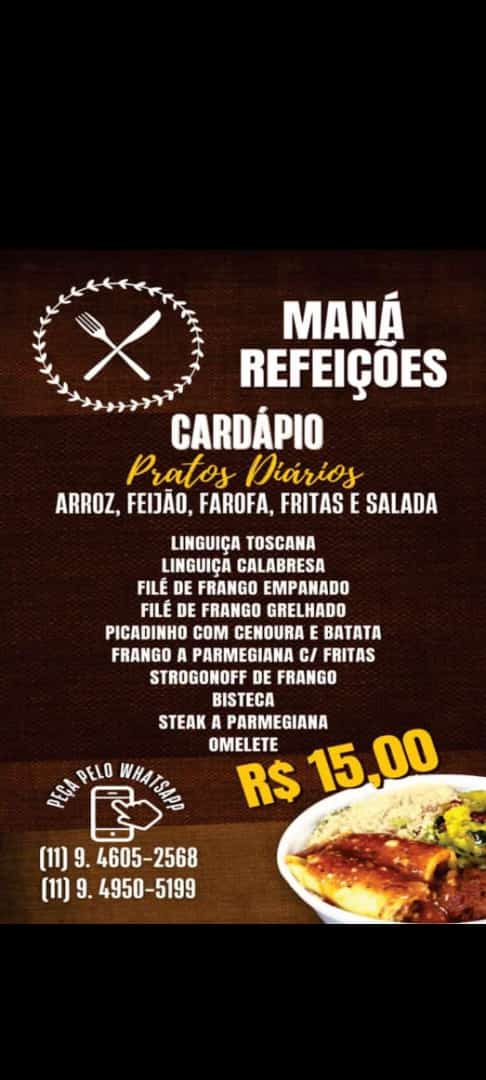 MANÁ
REFEIÇÕES
CARDÁPIO
Pratos Diários
ARROZ, FEIJÃO, FAROFA, FRITAS E SALADA
LINGUIÇA TOSCANA
LINGUIÇA CALABRESA
FILÉ DE FRANGO EMPANADO
FILÉ DE FRANGO GRELHADO
PICADINHO COM CENOURA E BATATA
FRANGO A PARMEGIANA C/ FRITAS
STROGONOFF DE FRANGO
BISTECA
STEAK A PARMEGIANA
OMELETE
R$ 15,00
PEÇA PELO WHATSAPP
(11) 9. 4605-2568
(11) 9. 4950-5199